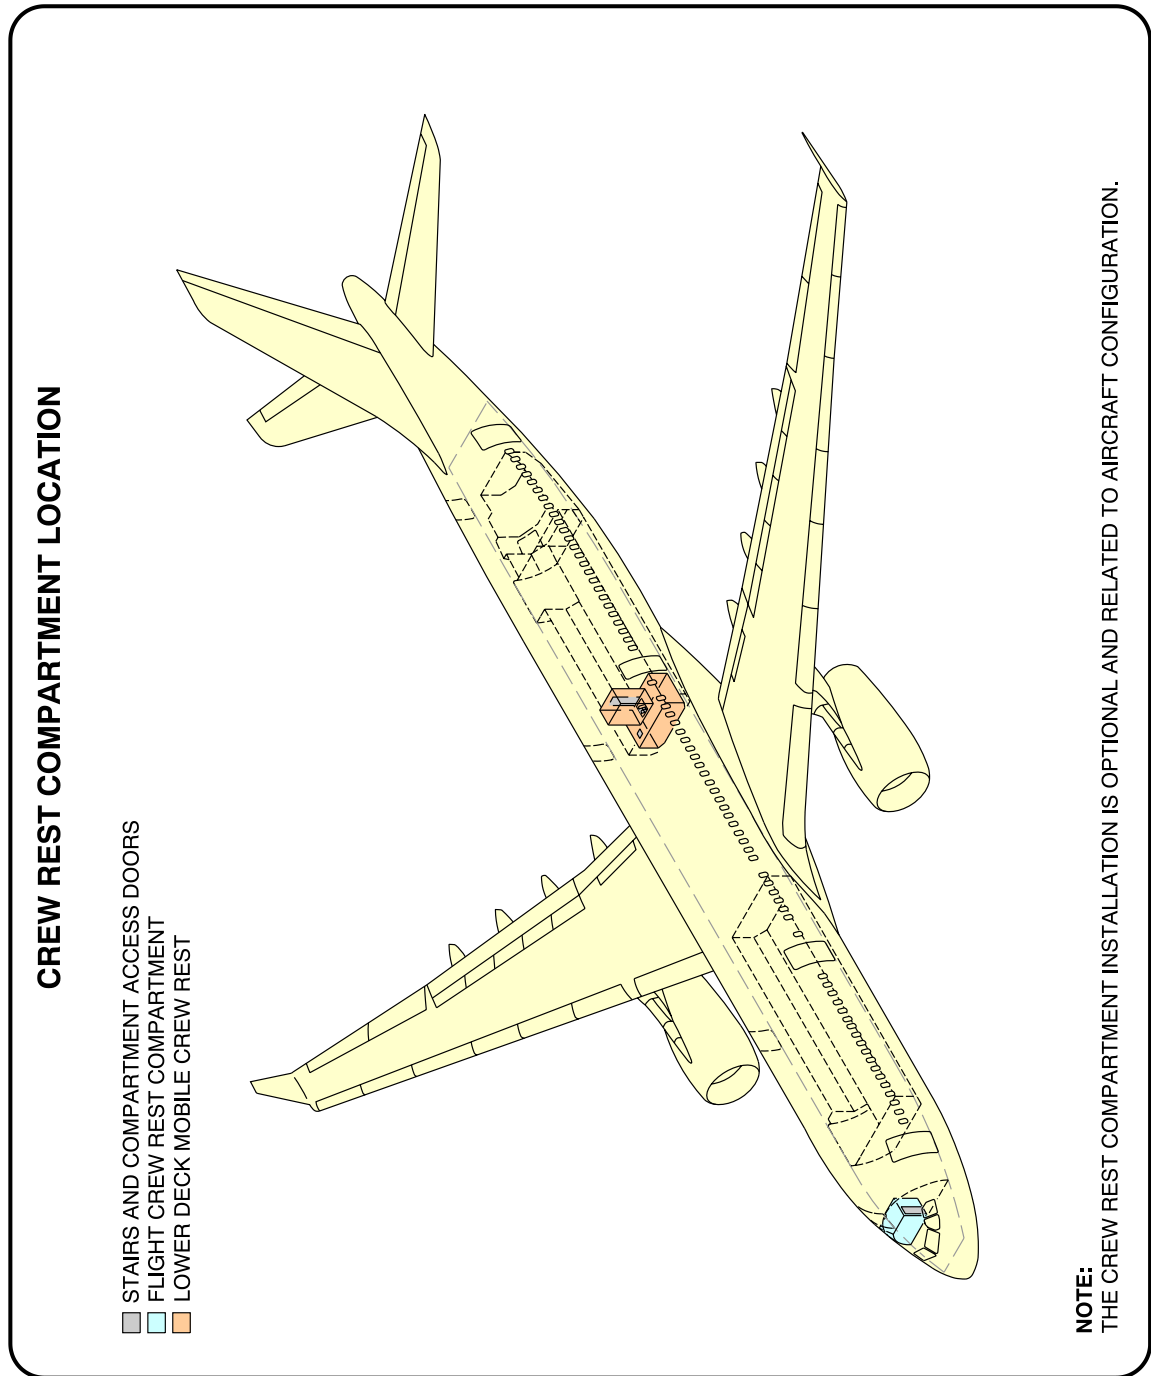 CREW REST COMPARTMENT LOCATION
STAIRS AND COMPARTMENT ACCESS DOORS
FLIGHT CREW REST COMPARTMENT
LOWER DECK MOBILE CREW REST
NOTE:
THE CREW REST COMPARTMENT INSTALLATION IS OPTIONAL AND RELATED TO AIRCRAFT CONFIGURATION.